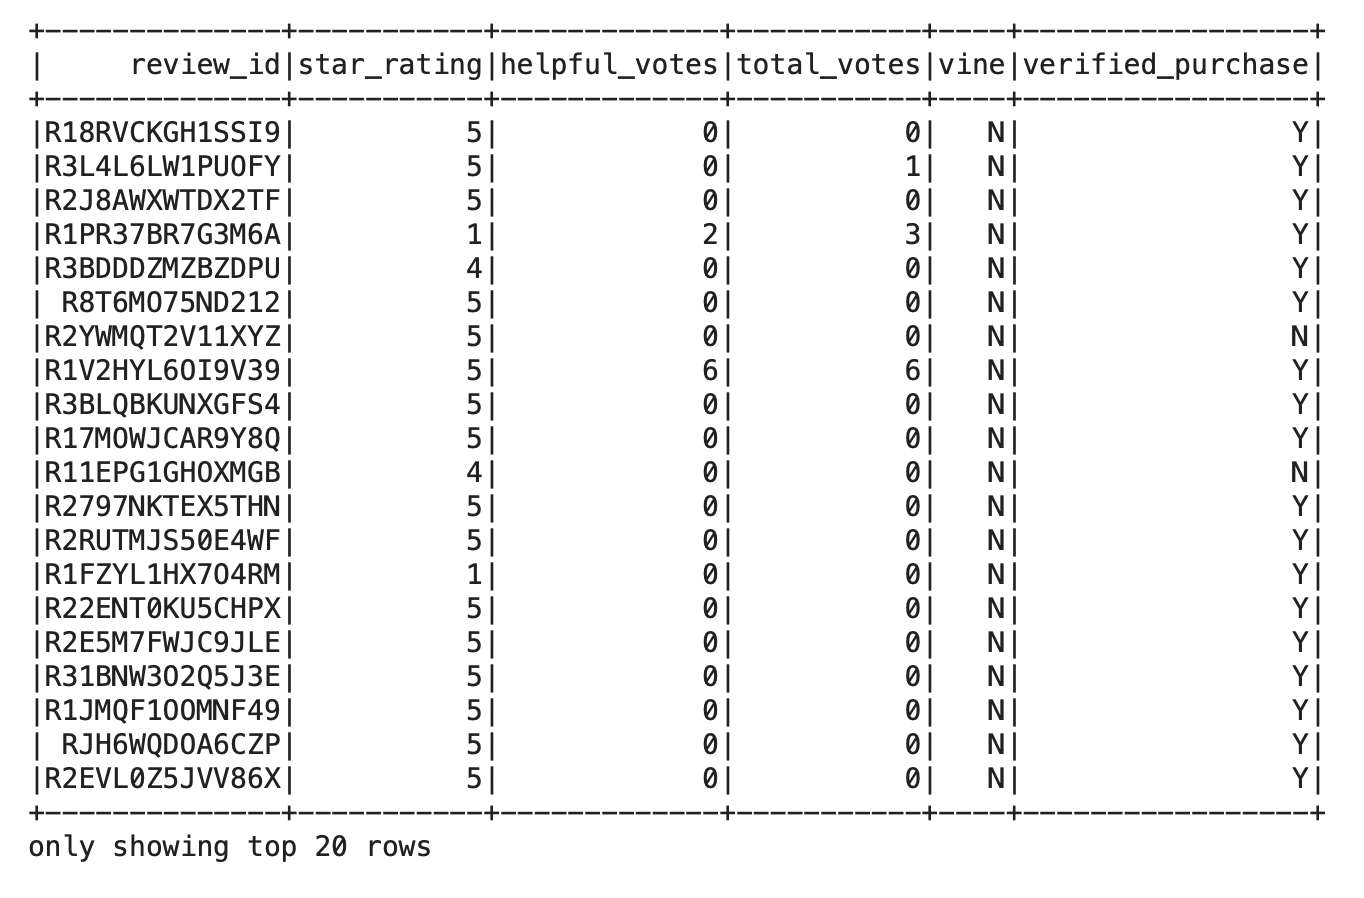 +--------------+-----------+-------------+-----------+----+-----------------+
|     review_id|star_rating|helpful_votes|total_votes|vine|verified_purchase|
+--------------+-----------+-------------+-----------+----+-----------------+
|R18RVCKGH1SSI9|          5|            0|          0|   N|                Y|
|R3L4L6LW1PUOFY|          5|            0|          1|   N|                Y|
|R2J8AWXWTDX2TF|          5|            0|          0|   N|                Y|
|R1PR37BR7G3M6A|          1|            2|          3|   N|                Y|
|R3BDDDZMZBZDPU|          4|            0|          0|   N|                Y|
| R8T6MO75ND212|          5|            0|          0|   N|                Y|
|R2YWMQT2V11XYZ|          5|            0|          0|   N|                N|
|R1V2HYL6OI9V39|          5|            6|          6|   N|                Y|
|R3BLQBKUNXGFS4|          5|            0|          0|   N|                Y|
|R17MOWJCAR9Y8Q|          5|            0|          0|   N|                Y|
|R11EPG1GHOXMGB|          4|            0|          0|   N|                N|
|R2797NKTEX5THN|          5|            0|          0|   N|                Y|
|R2RUTMJS50E4WF|          5|            0|          0|   N|                Y|
|R1FZYL1HX7O4RM|          1|            0|          0|   N|                Y|
|R22ENT0KU5CHPX|          5|            0|          0|   N|                Y|
|R2E5M7FWJC9JLE|          5|            0|          0|   N|                Y|
|R31BNW3O2Q5J3E|          5|            0|          0|   N|                Y|
|R1JMQF1OOMNF49|          5|            0|          0|   N|                Y|
| RJH6WQDOA6CZP|          5|            0|          0|   N|                Y|
|R2EVL0Z5JVV86X|          5|            0|          0|   N|                Y|
+--------------+-----------+-------------+-----------+----+-----------------+
only showing top 20 rows